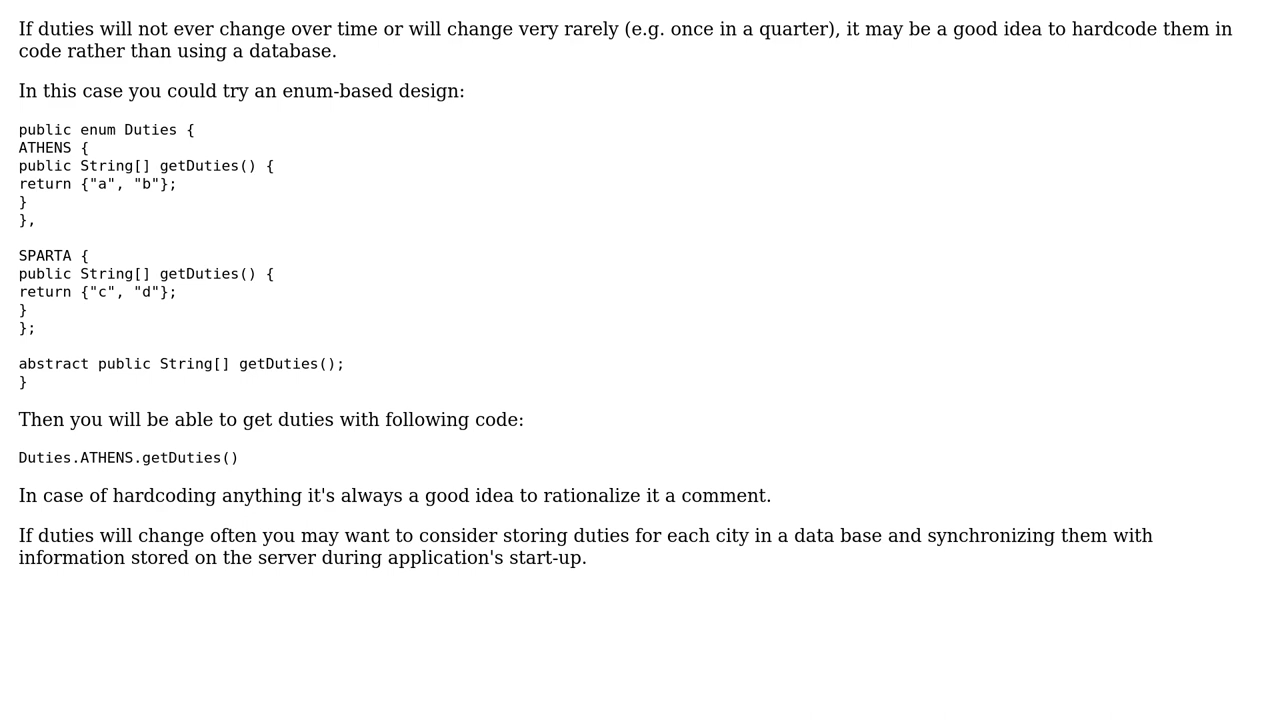 If duties will not ever change over time or will change very rarely (e.g. once in a quarter), it may be a good idea to hardcode them in
code rather than using a database.
In this case you could try an enum-based design:
public enum Duties {
ATHENS {
public String[] getDuties() {
return {"a", "b"};
}
},
SPARTA {
public String[] getDuties() {
return {"c", "d"};
}
};
abstract public String[] getDuties();
}
Then you will be able to get duties with following code:
Duties.ATHENS.getDuties()
In case of hardcoding anything it's always a good idea to rationalize it a comment.
If duties will change often you may want to consider storing duties for each city in a data base and synchronizing them with
information stored on the server during application's start-up.